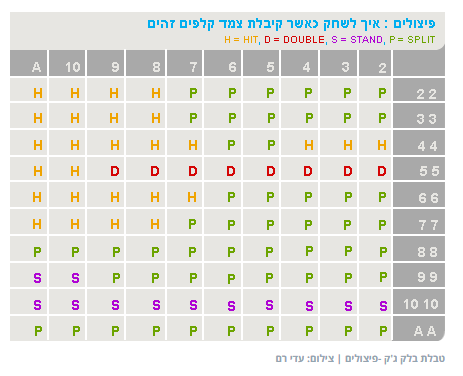 פיצולים : איך לשחק כאשר קיבלת צמד קלפים זהים
H = HIT, D = DOUBLE, S = STAND, P = SPLIT
A 10 9 8 7 6 5 4 3 2
H H H H P P P P P P 2 2
H H H H P P P P P P 3 3
H H H H H P P H H H 4 4
H H D D D D D D D D 5 5
H H H H H P P P P P 6 6
H H H H P P P P P P 7 7
P P P P P P P P P P 8 8
S S P P P P P P P P 9 9
S S S S S S S S S S 10 10
P P P P P P P P P P A A
טבלת בלק ג'ק -פיצולים | צילום: עדי רם